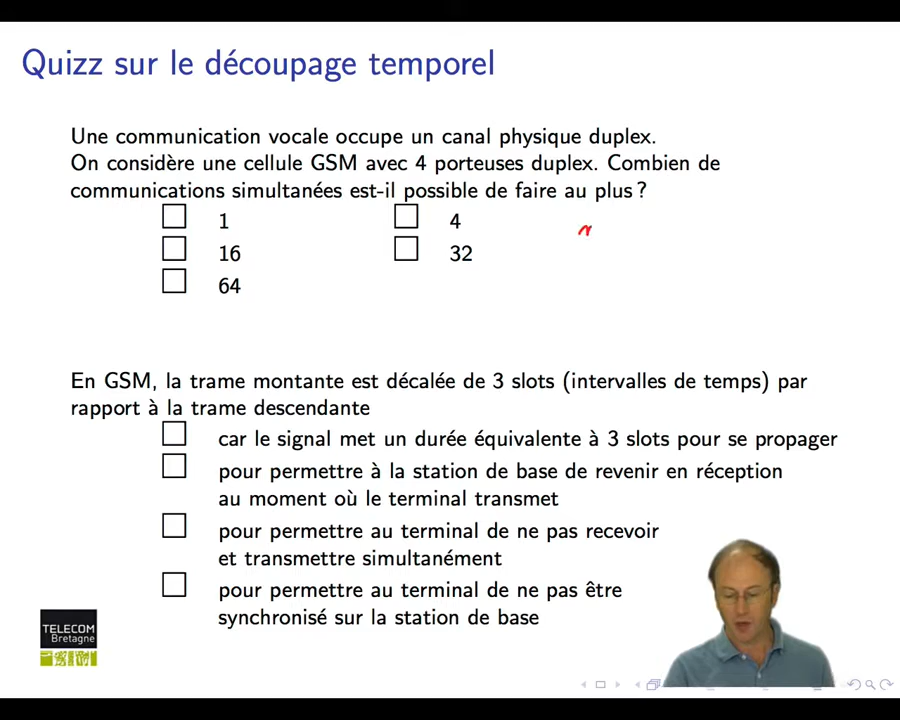 Quizz sur le découpage temporel
Une communication vocale occupe un canal physique duplex.
On considère une cellule GSM avec 4 porteuses duplex. Combien de
communications simultanées est-il possible de faire au plus ?
1 4
16 32
64
En GSM, la trame montante est décalée de 3 slots (intervalles de temps) par
rapport à la trame descendante
car le signal met un durée équivalente à 3 slots pour se propager
pour permettre à la station de base de revenir en réception
au moment où le terminal transmet
pour permettre au terminal de ne pas recevoir
et transmettre simultanément
pour permettre au terminal de ne pas être
synchronisé sur la station de base
TELECOM
Bretagne